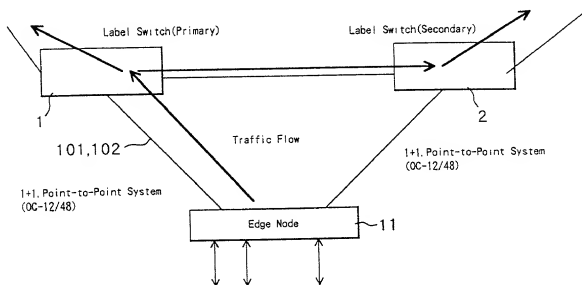 Label Switch(Primary)
Label Switch(Secondary)
1
2
101,102
Traffic Flow
1+1, Point-to-Point System
(OC-12/48)
1+1, Point-to-Point System
(OC-12/48)
Edge Node
11